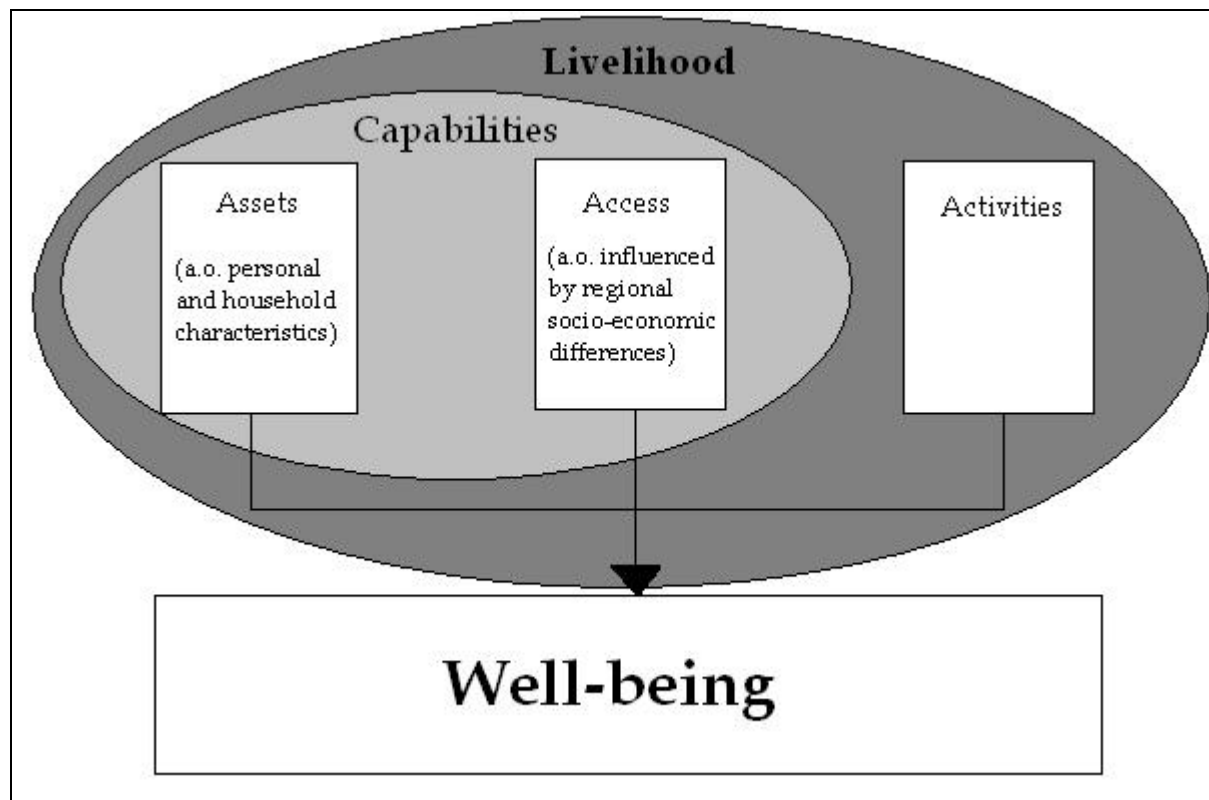 Livelihood
Capabilities
Assets
(a.o. personal
and household
characteristics)
Access
(a.o. influenced
by regional
socio-economic
differences)
Activities
Well-being